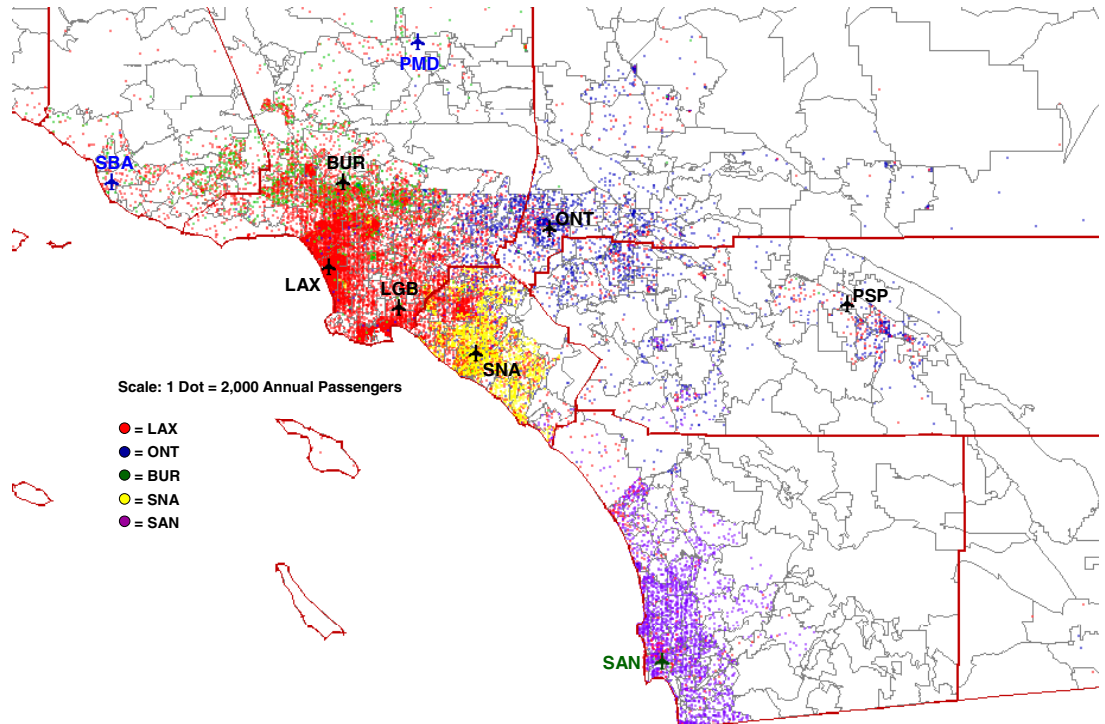 PMD
SBA
BUR
ONT
LAX
LGB
PSP
SNA
Scale: 1 Dot = 2,000 Annual Passengers
= LAX
= ONT
= BUR
= SNA
= SAN
SAN